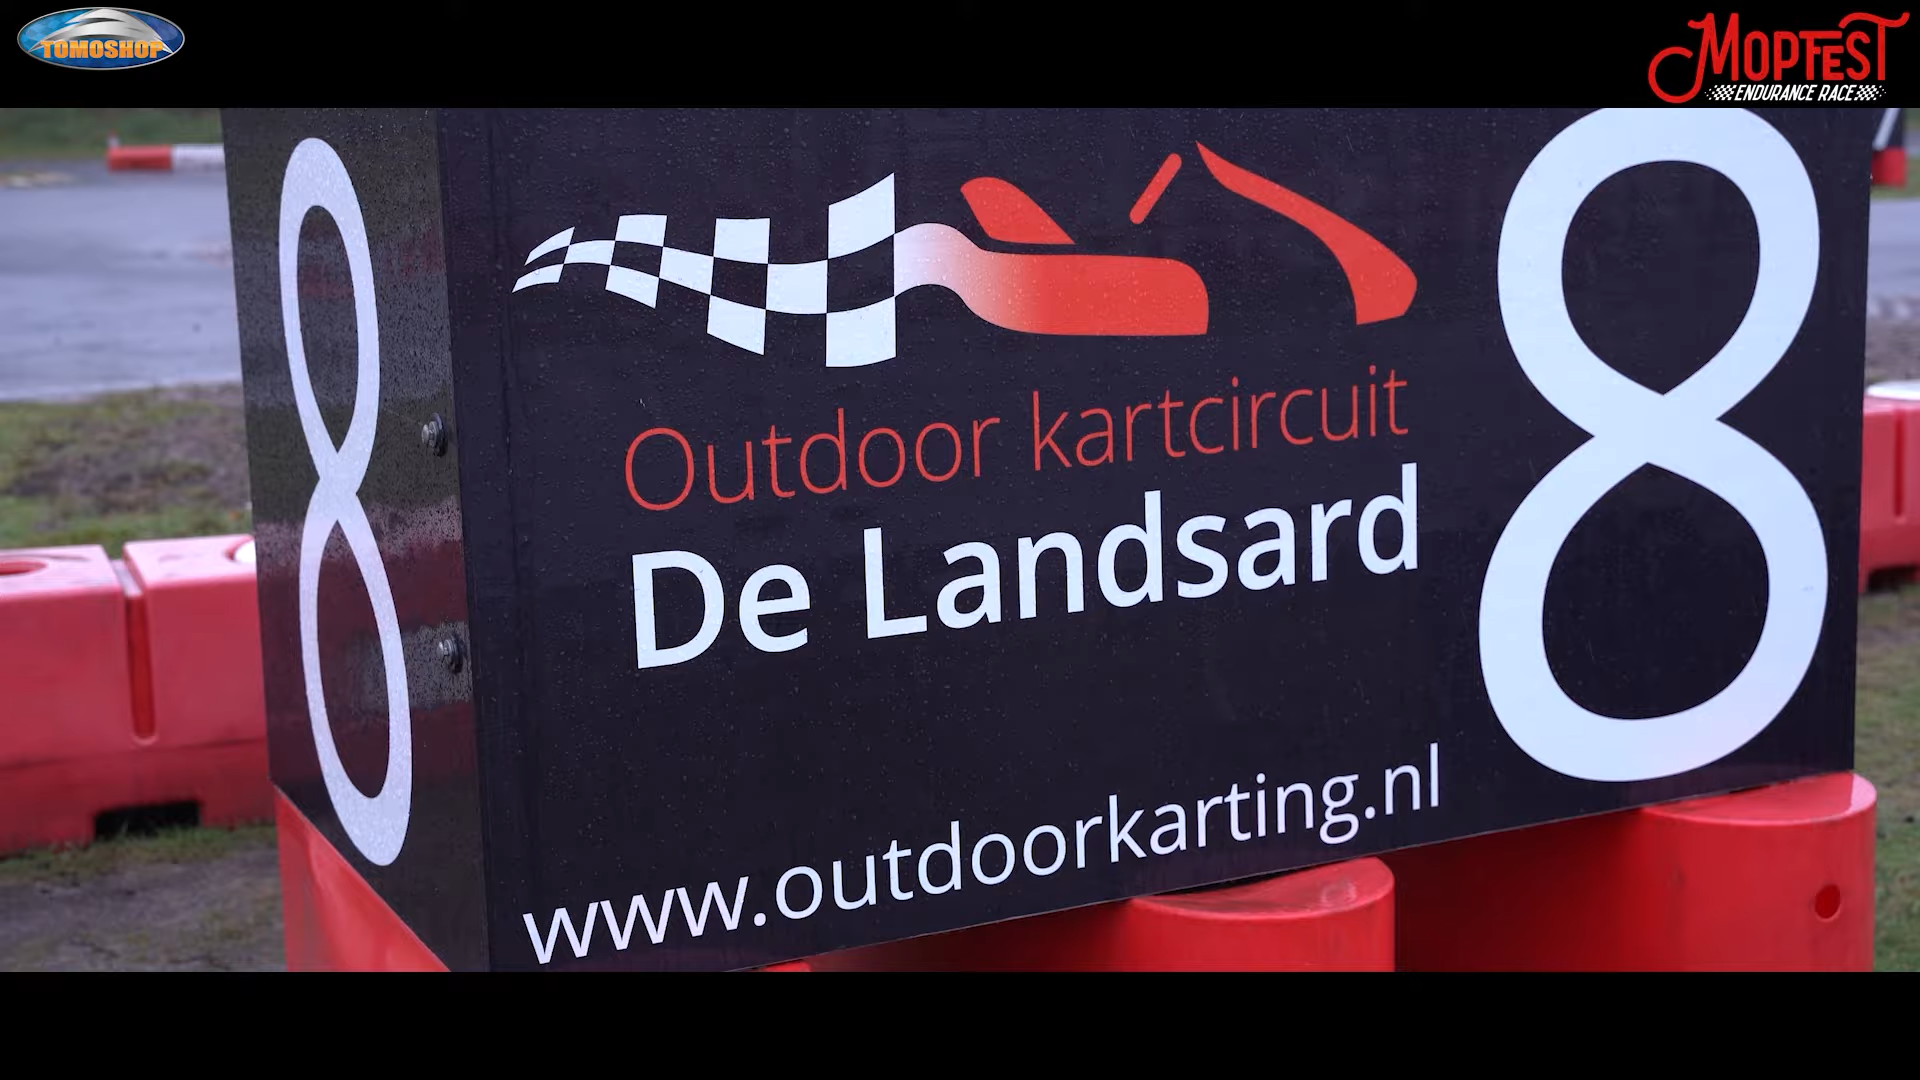 TOMOSHOP
MOPFEST
ENDURANCE RACE
8
8
Outdoor kartcircuit
De Landsard
www.outdoorkarting.nl